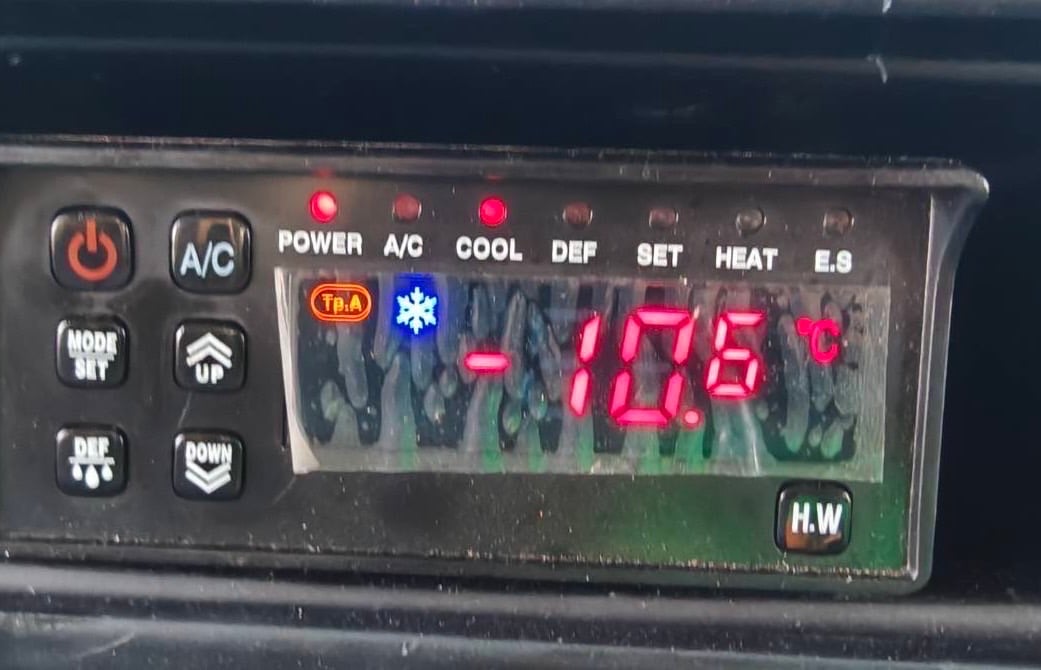 A/C
POWER A/C COOL DEF SET HEAT E.S
Tp.A
-10.6 °C
MODE
SET
UP
DEF
DOWN
H.W